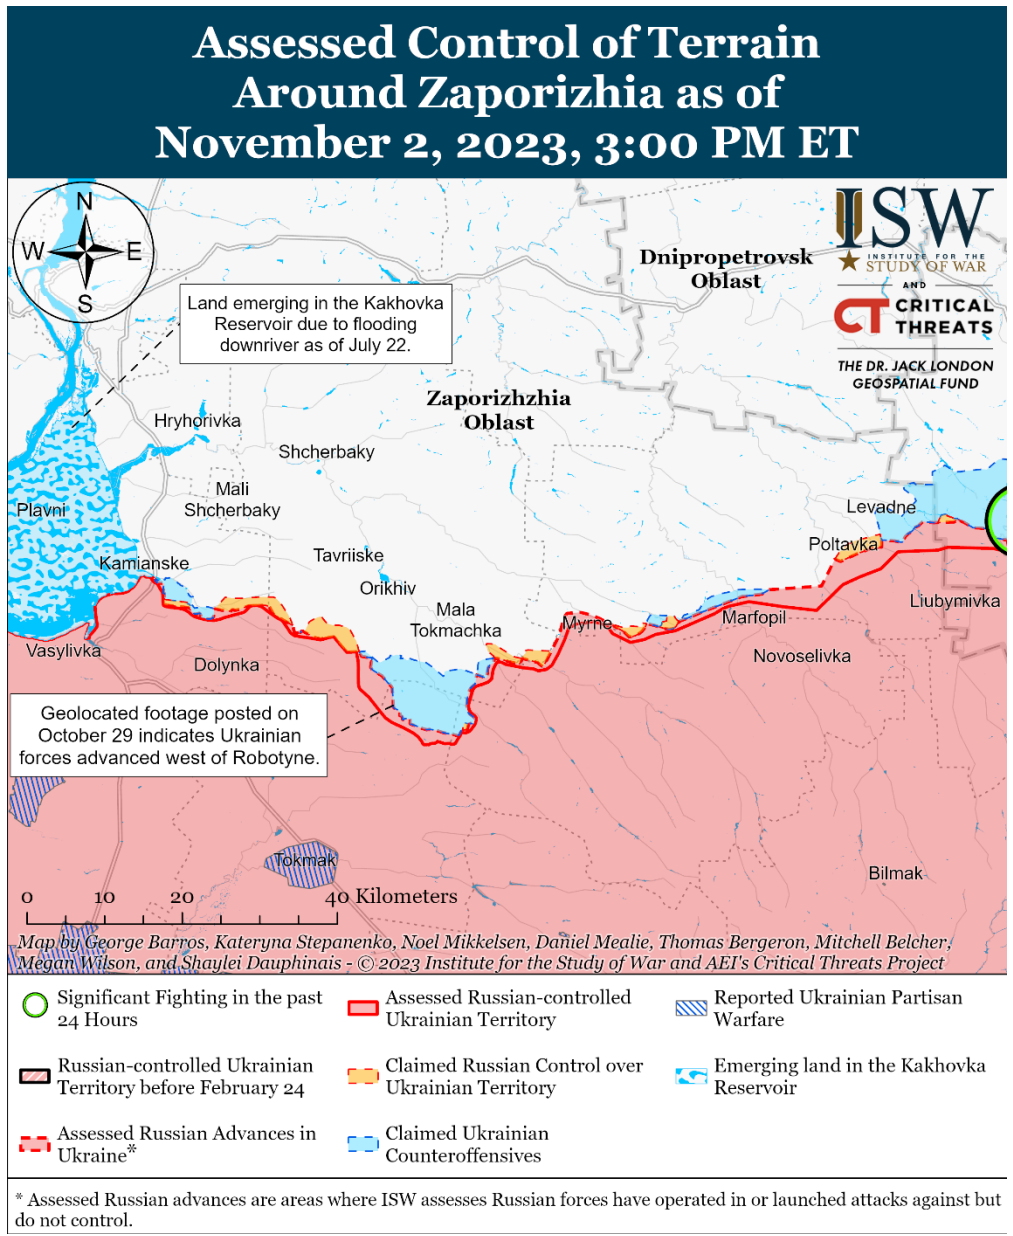 Assessed Control of Terrain
Around Zaporizhia as of
November 2, 2023, 3:00 PM ET
N
W
E
S
ISW
INSTITUTE FOR THE
STUDY OF WAR
AND
CT CRITICAL
THREATS
THE DR. JACK LONDON
GEOSPATIAL FUND
Dnipropetrovsk
Oblast
Land emerging in the Kakhovka
Reservoir due to flooding
downriver as of July 22.
Zaporizhzhia
Oblast
Hryhorivka
Shcherbaky
Mali
Shcherbaky
Plavni
Levadne
Poltavka
Tavriiske
Kamianske
Orikhiv
Mala
Tokmachka
Myrne
Marfopil
Liubymivka
Vasylivka
Dolynka
Novoselivka
Geolocated footage posted on
October 29 indicates Ukrainian
forces advanced west of Robotyne.
Tokmak
Bilmak
0 10 20 40 Kilometers
Map by George Barros, Kateryna Stepanenko, Noel Mikkelsen, Daniel Mealie, Thomas Bergeron, Mitchell Belcher,
Megan Wilson, and Shaylei Dauphinais - © 2023 Institute for the Study of War and AEI's Critical Threats Project
Significant Fighting in the past
24 Hours
Assessed Russian-controlled
Ukrainian Territory
Reported Ukrainian Partisan
Warfare
Russian-controlled Ukrainian
Territory before February 24
Claimed Russian Control over
Ukrainian Territory
Emerging land in the Kakhovka
Reservoir
Assessed Russian Advances in
Ukraine*
Claimed Ukrainian
Counteroffensives
* Assessed Russian advances are areas where ISW assesses Russian forces have operated in or launched attacks against but
do not control.